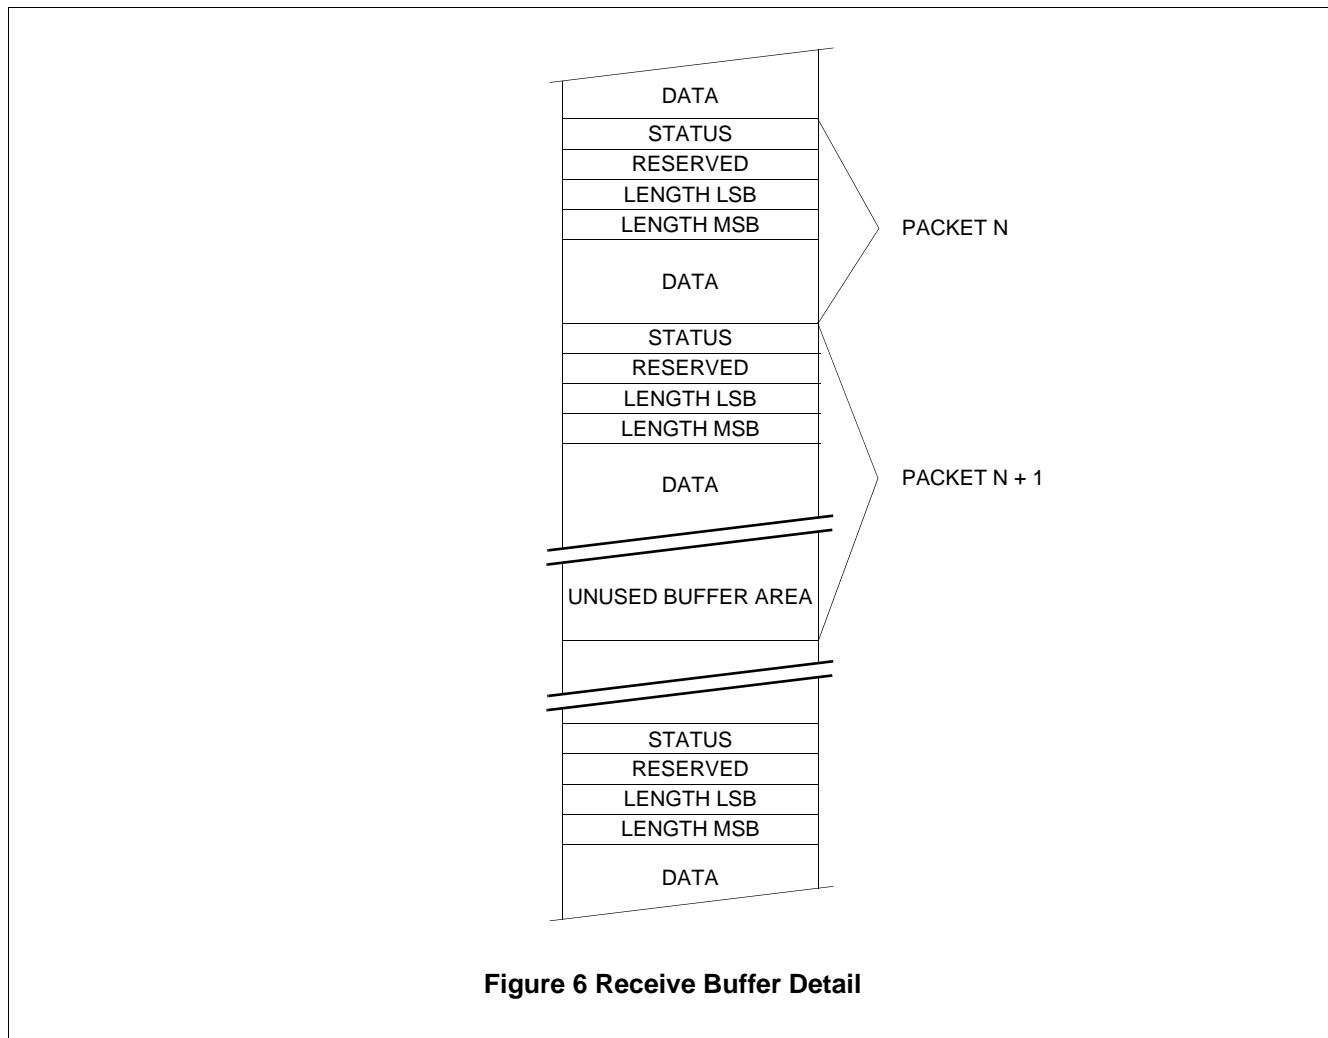 DATA
STATUS
RESERVED
LENGTH LSB
LENGTH MSB
PACKET N
DATA
STATUS
RESERVED
LENGTH LSB
LENGTH MSB
PACKET N + 1
DATA
UNUSED BUFFER AREA
STATUS
RESERVED
LENGTH LSB
LENGTH MSB
DATA
Figure 6 Receive Buffer Detail